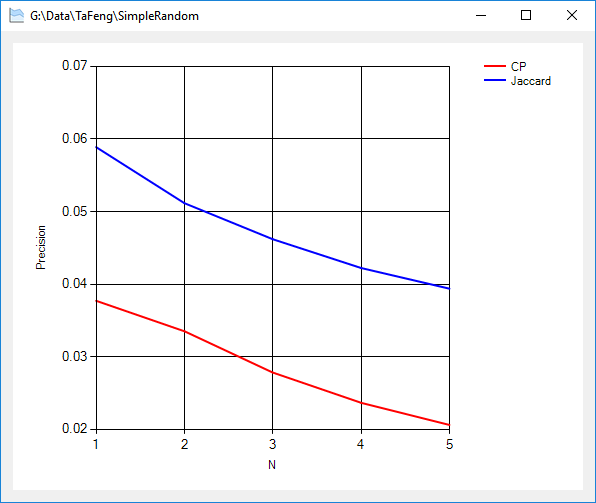 G:\Data\TaFeng\SimpleRandom
CP
Jaccard
0.07
0.06
0.05
0.04
0.03
0.02
Precision
1 2 3 4 5
N